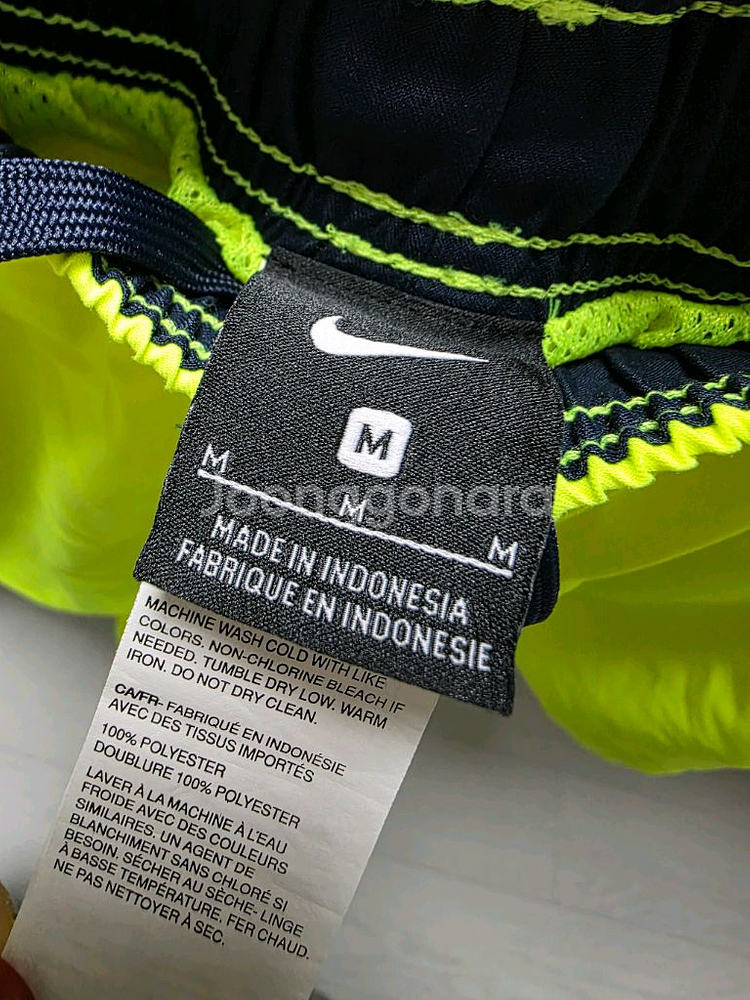 M
M
M
M
Joonggonara
MADE IN INDONESIA
FABRIQUE EN INDONESIE
MACHINE WASH COLD WITH LIKE
COLORS. NON-CHLORINE BLEACH IF
NEEDED. TUMBLE DRY LOW. WARM
IRON. DO NOT DRY CLEAN.
CA/FR- FABRIQUÉ EN INDONÉSIE
AVEC DES TISSUS IMPORTÉS
100% POLYESTER
DOUBLURE 100% POLYESTER
LAVER À LA MACHINE À L'EAU
FROIDE AVEC DES COULEURS
SIMILAIRES. UN AGENT DE
BLANCHIMENT SANS CHLORE SI
BESOIN. SÉCHER AU SÈCHE- LINGE
À BASSE TEMPÉRATURE. FER CHAUD.
NE PAS NETTOYER À SEC.